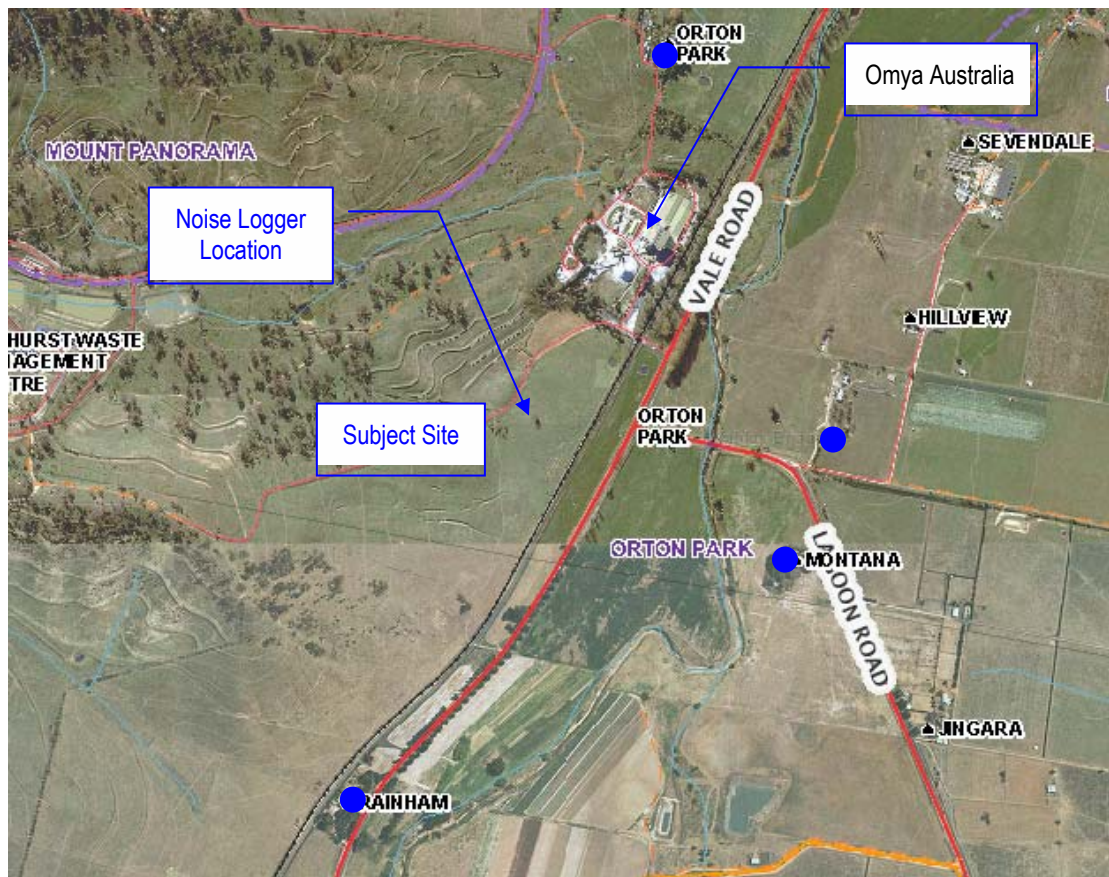 ORTON
PARK
Omya Australia
SEVENDALE
MOUNT PANORAMA
Noise Logger
Location
VALE ROAD
HILLVIEW
HURST WASTE
AGEMENT
TRE
Subject Site
ORTON
PARK
ORTON PARK
MONTANA
LAGOON ROAD
JINGARA
RAINHAM